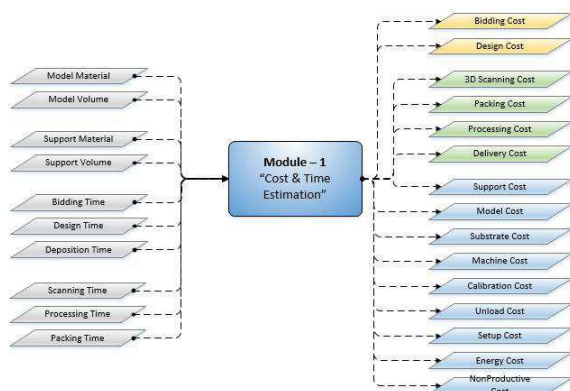 Model Material
Model Volume
Support Material
Support Volume
Bidding Time
Design Time
Deposition Time
Scanning Time
Processing Time
Packing Time
Module – 1
“Cost & Time
Estimation”
Bidding Cost
Design Cost
3D Scanning Cost
Packing Cost
Processing Cost
Delivery Cost
Support Cost
Model Cost
Substrate Cost
Machine Cost
Calibration Cost
Unload Cost
Setup Cost
Energy Cost
NonProductive
Cost